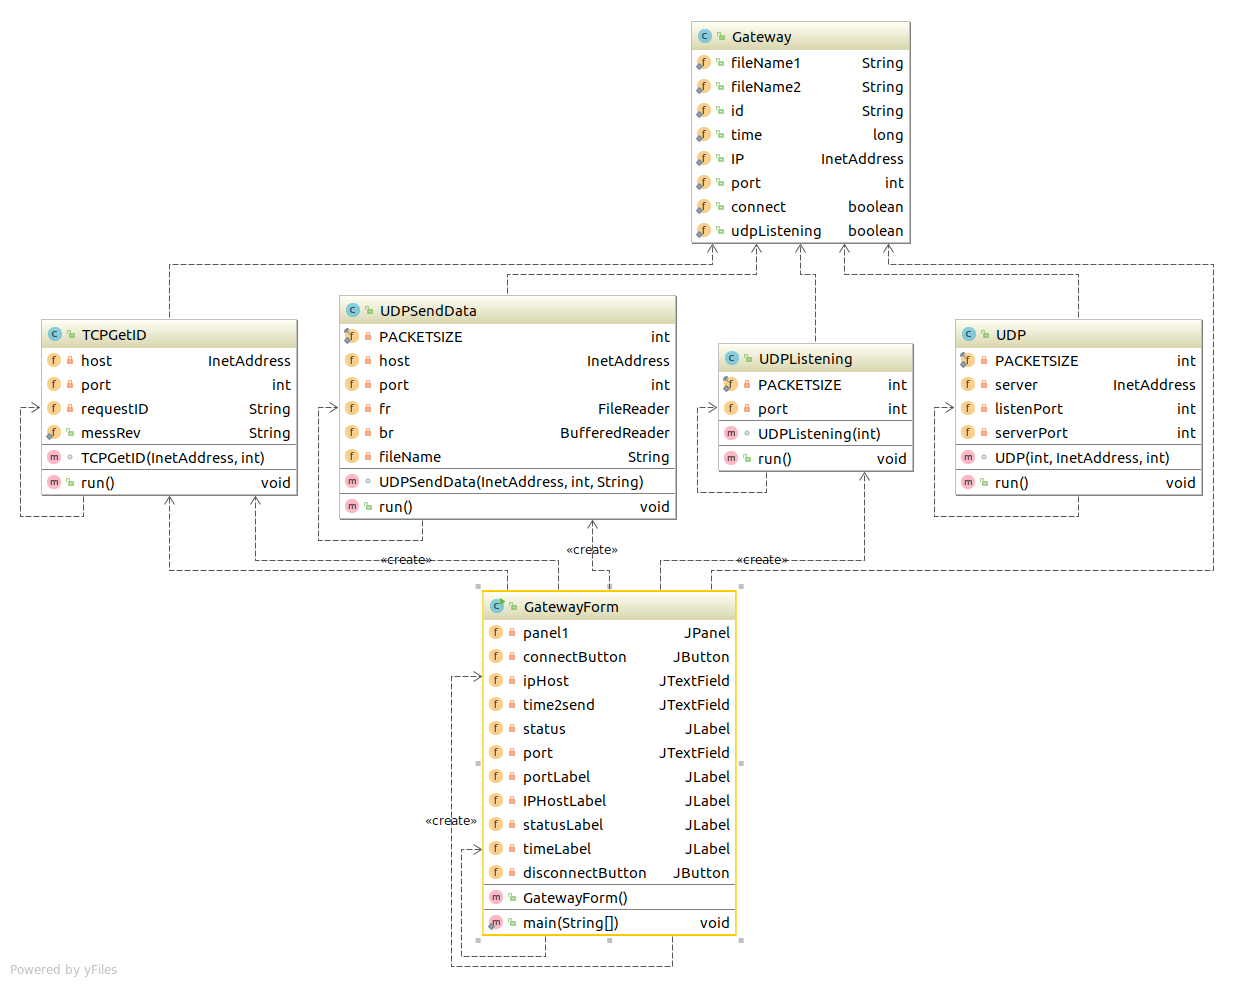 Gateway
fileName1 String
fileName2 String
id String
time long
IP InetAddress
port int
connect boolean
udpListening boolean
TCPGetID
host InetAddress
port int
requestID String
messRev String
TCPGetID(InetAddress, int)
run() void
UDPSendData
PACKETSIZE int
host InetAddress
port int
fr FileReader
br BufferedReader
fileName String
UDPSendData(InetAddress, int, String)
run() void
UDPListening
PACKETSIZE int
port int
UDPListening(int)
run() void
UDP
PACKETSIZE int
server InetAddress
listenPort int
serverPort int
UDP(int, InetAddress, int)
run() void
«create»
«create»
«create»
GatewayForm
panel1 JPanel
connectButton JButton
ipHost JTextField
time2send JTextField
status JLabel
port JTextField
portLabel JLabel
IPHostLabel JLabel
statusLabel JLabel
timeLabel JLabel
disconnectButton JButton
GatewayForm()
main(String[]) void
«create»
Powered by yFiles